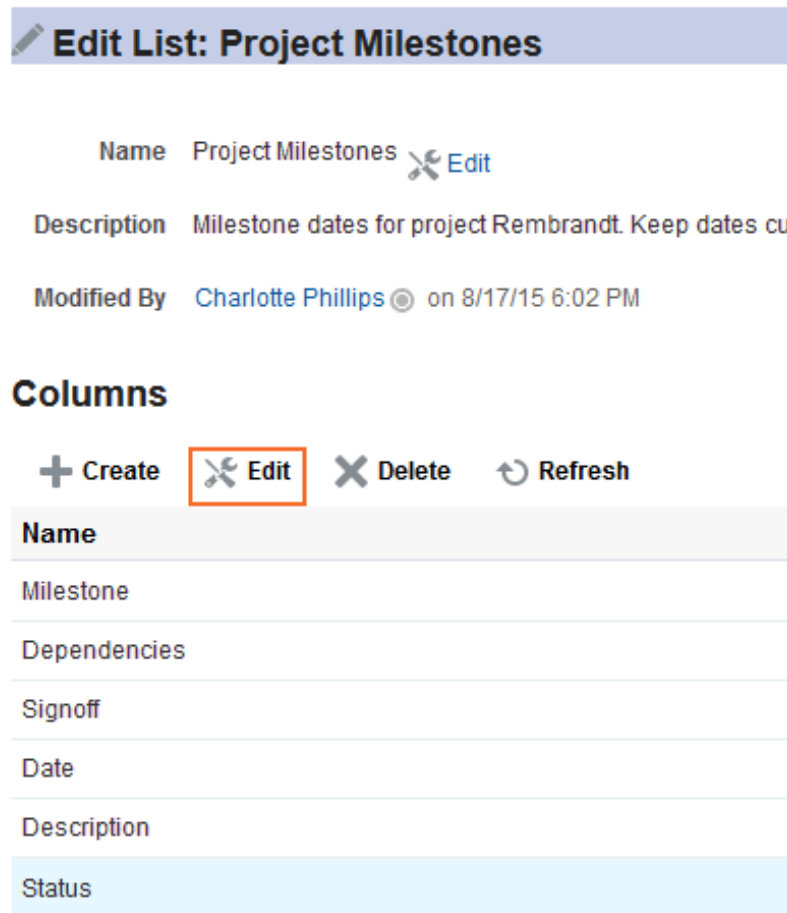 Edit List: Project Milestones
Name Project Milestones Edit
Description Milestone dates for project Rembrandt. Keep dates cu
Modified By Charlotte Phillips on 8/17/15 6:02 PM
Columns
Create Edit Delete Refresh
Name
Milestone
Dependencies
Signoff
Date
Description
Status